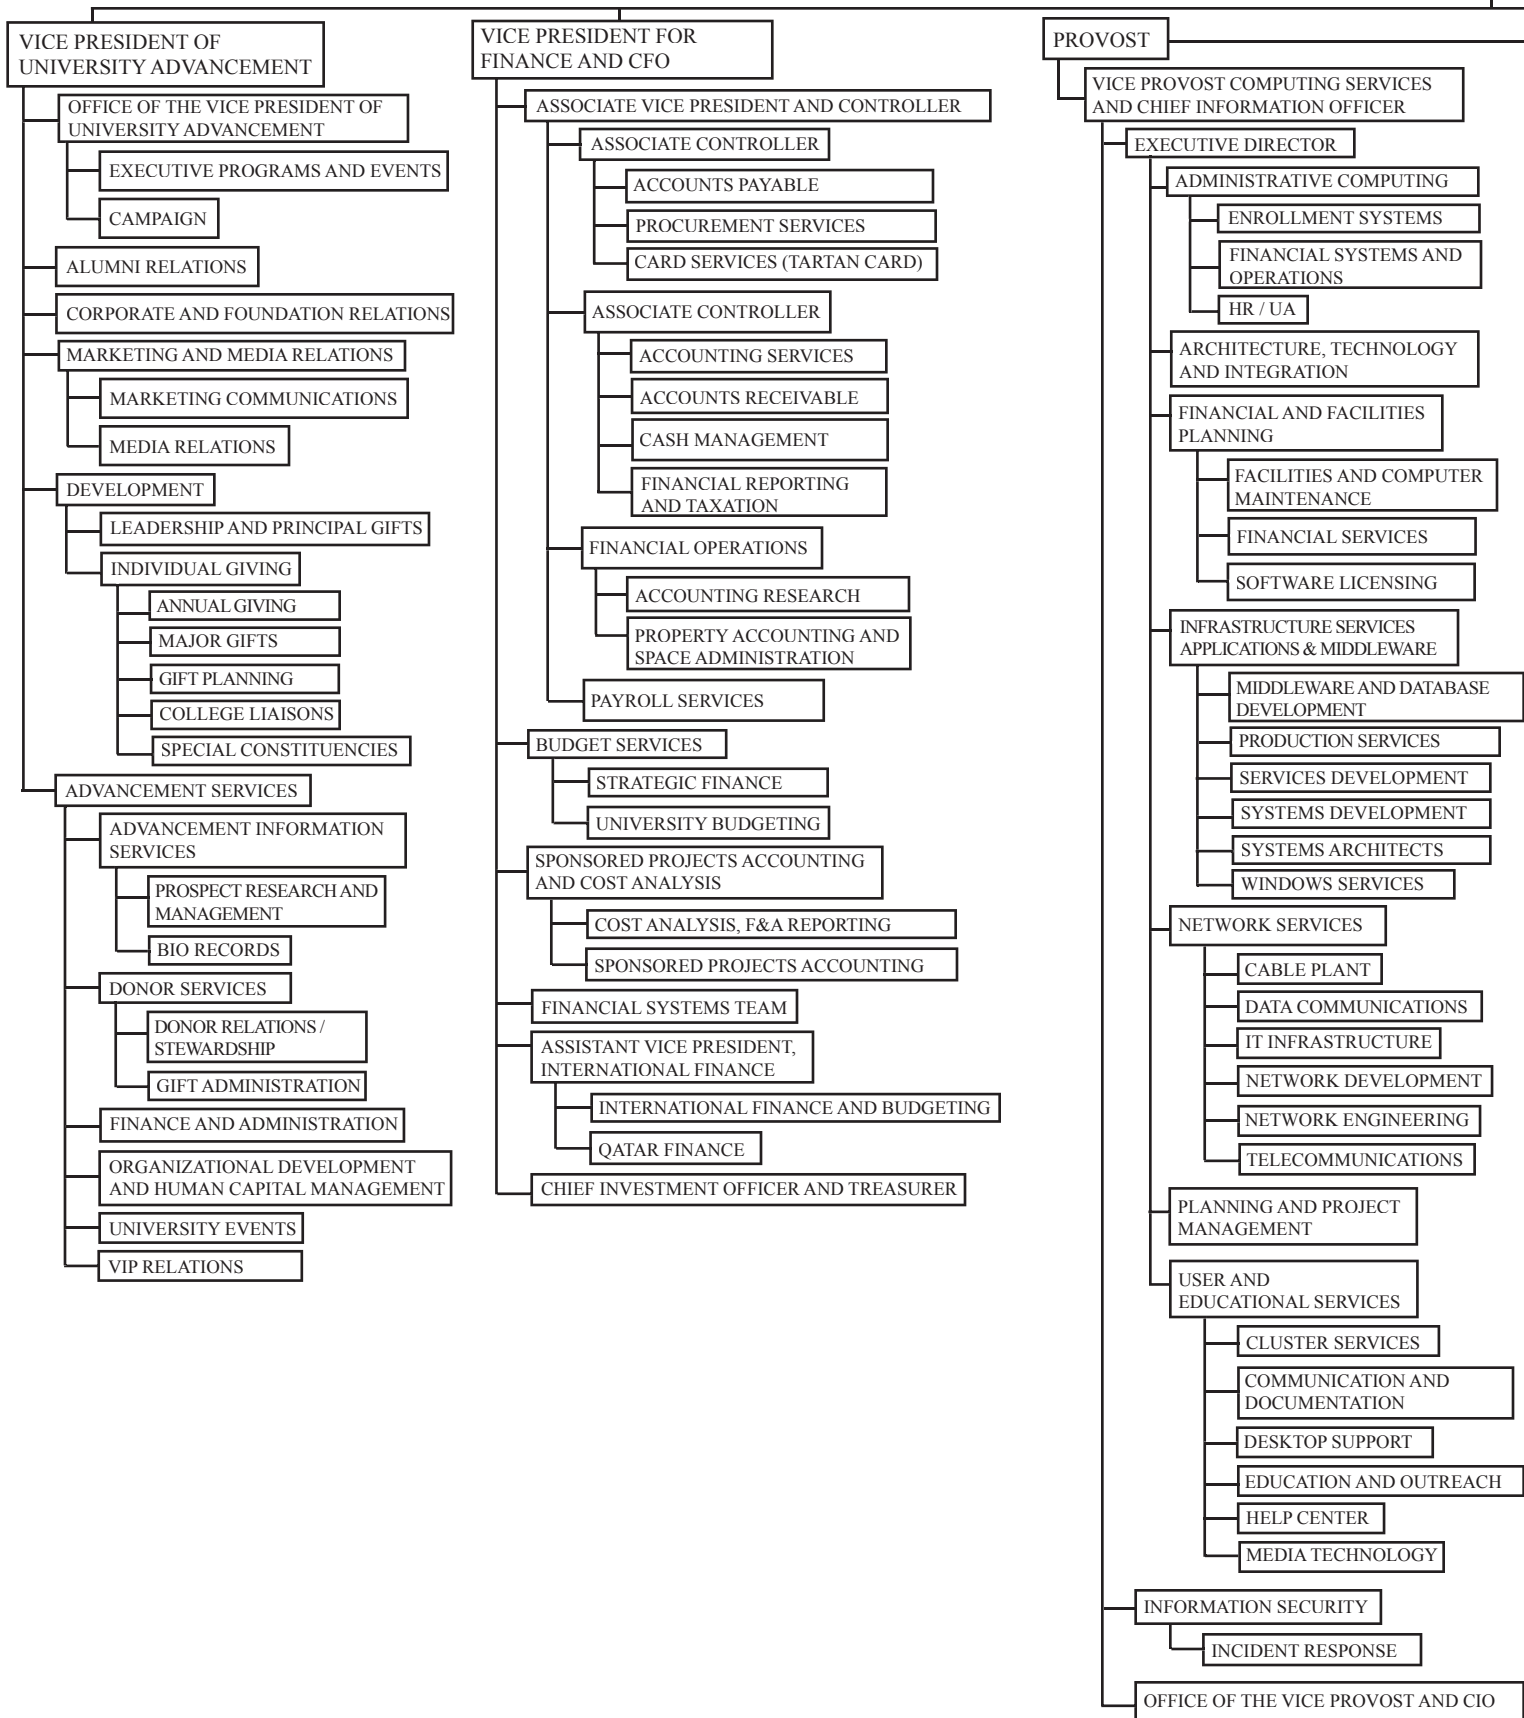 VICE PRESIDENT OF
UNIVERSITY ADVANCEMENT
OFFICE OF THE VICE PRESIDENT OF
UNIVERSITY ADVANCEMENT
EXECUTIVE PROGRAMS AND EVENTS
CAMPAIGN
ALUMNI RELATIONS
CORPORATE AND FOUNDATION RELATIONS
MARKETING AND MEDIA RELATIONS
MARKETING COMMUNICATIONS
MEDIA RELATIONS
DEVELOPMENT
LEADERSHIP AND PRINCIPAL GIFTS
INDIVIDUAL GIVING
ANNUAL GIVING
MAJOR GIFTS
GIFT PLANNING
COLLEGE LIAISONS
SPECIAL CONSTITUENCIES
ADVANCEMENT SERVICES
ADVANCEMENT INFORMATION
SERVICES
PROSPECT RESEARCH AND
MANAGEMENT
BIO RECORDS
DONOR SERVICES
DONOR RELATIONS /
STEWARDSHIP
GIFT ADMINISTRATION
FINANCE AND ADMINISTRATION
ORGANIZATIONAL DEVELOPMENT
AND HUMAN CAPITAL MANAGEMENT
UNIVERSITY EVENTS
VIP RELATIONS
VICE PRESIDENT FOR
FINANCE AND CFO
ASSOCIATE VICE PRESIDENT AND CONTROLLER
ASSOCIATE CONTROLLER
ACCOUNTS PAYABLE
PROCUREMENT SERVICES
CARD SERVICES (TARTAN CARD)
ASSOCIATE CONTROLLER
ACCOUNTING SERVICES
ACCOUNTS RECEIVABLE
CASH MANAGEMENT
FINANCIAL REPORTING
AND TAXATION
FINANCIAL OPERATIONS
ACCOUNTING RESEARCH
PROPERTY ACCOUNTING AND
SPACE ADMINISTRATION
PAYROLL SERVICES
BUDGET SERVICES
STRATEGIC FINANCE
UNIVERSITY BUDGETING
SPONSORED PROJECTS ACCOUNTING
AND COST ANALYSIS
COST ANALYSIS, F&A REPORTING
SPONSORED PROJECTS ACCOUNTING
FINANCIAL SYSTEMS TEAM
ASSISTANT VICE PRESIDENT,
INTERNATIONAL FINANCE
INTERNATIONAL FINANCE AND BUDGETING
QATAR FINANCE
CHIEF INVESTMENT OFFICER AND TREASURER
PROVOST
VICE PROVOST COMPUTING SERVICES
AND CHIEF INFORMATION OFFICER
EXECUTIVE DIRECTOR
ADMINISTRATIVE COMPUTING
ENROLLMENT SYSTEMS
FINANCIAL SYSTEMS AND
OPERATIONS
HR / UA
ARCHITECTURE, TECHNOLOGY
AND INTEGRATION
FINANCIAL AND FACILITIES
PLANNING
FACILITIES AND COMPUTER
MAINTENANCE
FINANCIAL SERVICES
SOFTWARE LICENSING
INFRASTRUCTURE SERVICES
APPLICATIONS & MIDDLEWARE
MIDDLEWARE AND DATABASE
DEVELOPMENT
PRODUCTION SERVICES
SERVICES DEVELOPMENT
SYSTEMS DEVELOPMENT
SYSTEMS ARCHITECTS
WINDOWS SERVICES
NETWORK SERVICES
CABLE PLANT
DATA COMMUNICATIONS
IT INFRASTRUCTURE
NETWORK DEVELOPMENT
NETWORK ENGINEERING
TELECOMMUNICATIONS
PLANNING AND PROJECT
MANAGEMENT
USER AND
EDUCATIONAL SERVICES
CLUSTER SERVICES
COMMUNICATION AND
DOCUMENTATION
DESKTOP SUPPORT
EDUCATION AND OUTREACH
HELP CENTER
MEDIA TECHNOLOGY
INFORMATION SECURITY
INCIDENT RESPONSE
OFFICE OF THE VICE PROVOST AND CIO